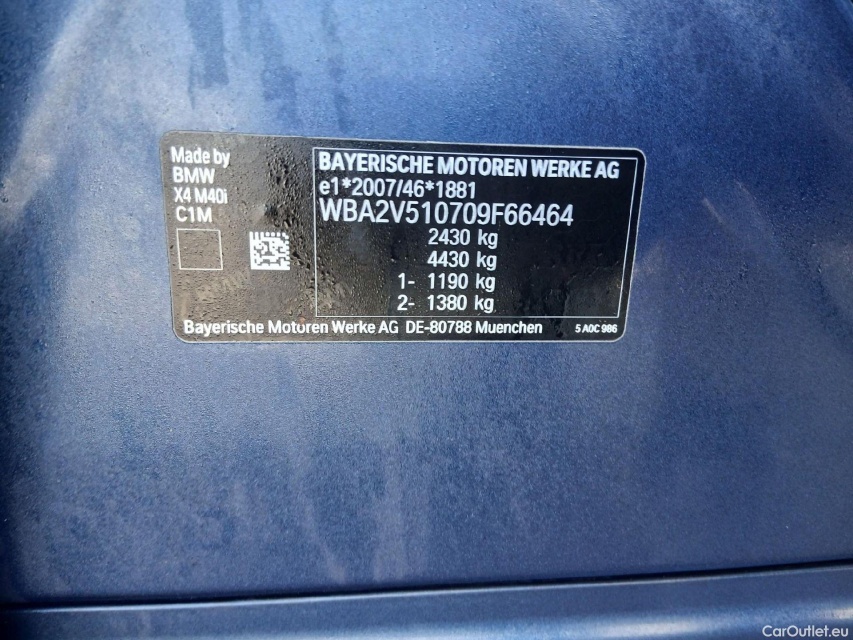 Made by
BMW
X4 M40i
C1M
BAYERISCHE MOTOREN WERKE AG
e1*2007/46*1881
WBA2V510709F66464
2430 kg
4430 kg
1- 1190 kg
2- 1380 kg
Bayerische Motoren Werke AG DE-80788 Muenchen
5 A0C 986
CarOutlet.eu